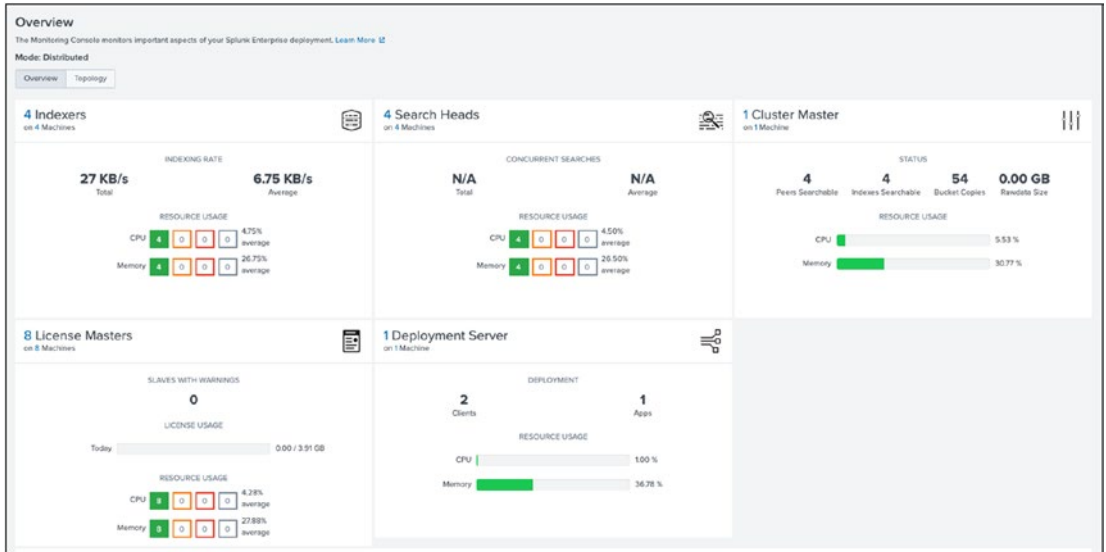 Overview
The Monitoring Console monitors important aspects of your Splunk Enterprise deployment. Learn More
Mode: Distributed
Overview Topology
4 Indexers
on 4 Machines
INDEXING RATE
27 KB/s 6.75 KB/s
Total Average
RESOURCE USAGE
CPU 4 0 0 0 4.75% average
Memory 4 0 0 0 26.75% average
4 Search Heads
on 4 Machines
CONCURRENT SEARCHES
N/A N/A
Total Average
RESOURCE USAGE
CPU 4 0 0 0 4.50% average
Memory 4 0 0 0 26.50% average
1 Cluster Master
on 1 Machine
STATUS
4 4 54 0.00 GB
Peers Searchable Indexes Searchable Bucket Copies Rawdata Size
RESOURCE USAGE
CPU 5.53 %
Memory 30.77 %
8 License Masters
on 8 Machines
SLAVES WITH WARNINGS
0
LICENSE USAGE
Today 0.00 / 3.91 GB
RESOURCE USAGE
CPU 8 0 0 0 4.28% average
Memory 8 0 0 0 27.88% average
1 Deployment Server
on 1 Machine
DEPLOYMENT
2 1
Clients Apps
RESOURCE USAGE
CPU 1.00 %
Memory 36.78 %